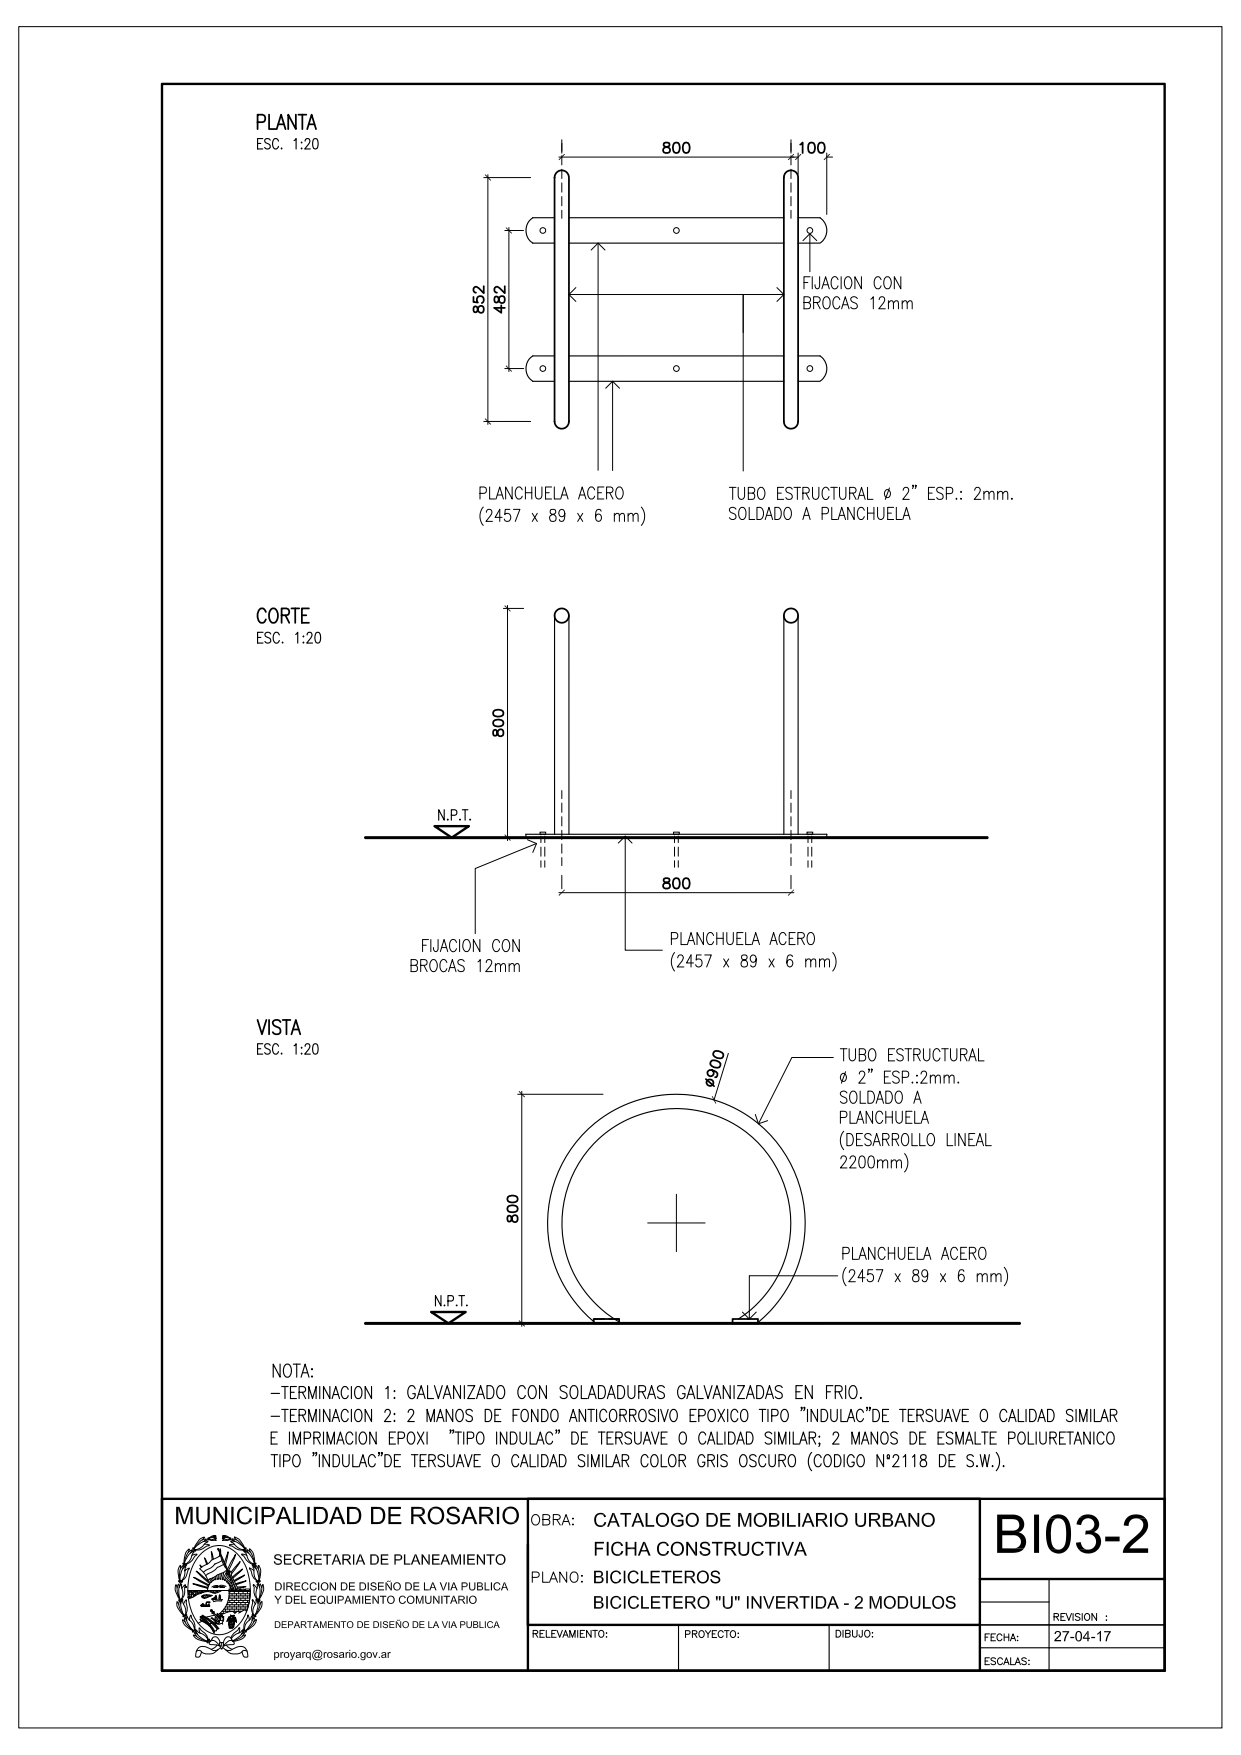 PLANTA
ESC. 1:20
800
100
852
482
FIJACION CON
BROCAS 12mm
PLANCHUELA ACERO
(2457 x 89 x 6 mm)
TUBO ESTRUCTURAL ø 2" ESP.: 2mm.
SOLDADO A PLANCHUELA
CORTE
ESC. 1:20
800
N.P.T.
800
FIJACION CON
BROCAS 12mm
PLANCHUELA ACERO
(2457 x 89 x 6 mm)
VISTA
ESC. 1:20
ø900
TUBO ESTRUCTURAL
ø 2" ESP.:2mm.
SOLDADO A
PLANCHUELA
(DESARROLLO LINEAL
2200mm)
800
PLANCHUELA ACERO
(2457 x 89 x 6 mm)
N.P.T.
NOTA:
-TERMINACION 1: GALVANIZADO CON SOLADADURAS GALVANIZADAS EN FRIO.
-TERMINACION 2: 2 MANOS DE FONDO ANTICORROSIVO EPOXICO TIPO "INDULAC"DE TERSUAVE O CALIDAD SIMILAR
E IMPRIMACION EPOXI "TIPO INDULAC" DE TERSUAVE O CALIDAD SIMILAR; 2 MANOS DE ESMALTE POLIURETANICO
TIPO "INDULAC"DE TERSUAVE O CALIDAD SIMILAR COLOR GRIS OSCURO (CODIGO N°2118 DE S.W.).
MUNICIPALIDAD DE ROSARIO
SECRETARIA DE PLANEAMIENTO
DIRECCION DE DISEÑO DE LA VIA PUBLICA
Y DEL EQUIPAMIENTO COMUNITARIO
DEPARTAMENTO DE DISEÑO DE LA VIA PUBLICA
proyarq@rosario.gov.ar
OBRA: CATALOGO DE MOBILIARIO URBANO
FICHA CONSTRUCTIVA
PLANO: BICICLETEROS
BICICLETERO "U" INVERTIDA - 2 MODULOS
RELEVAMIENTO:
PROYECTO:
DIBUJO:
BI03-2
REVISION :
FECHA: 27-04-17
ESCALAS: